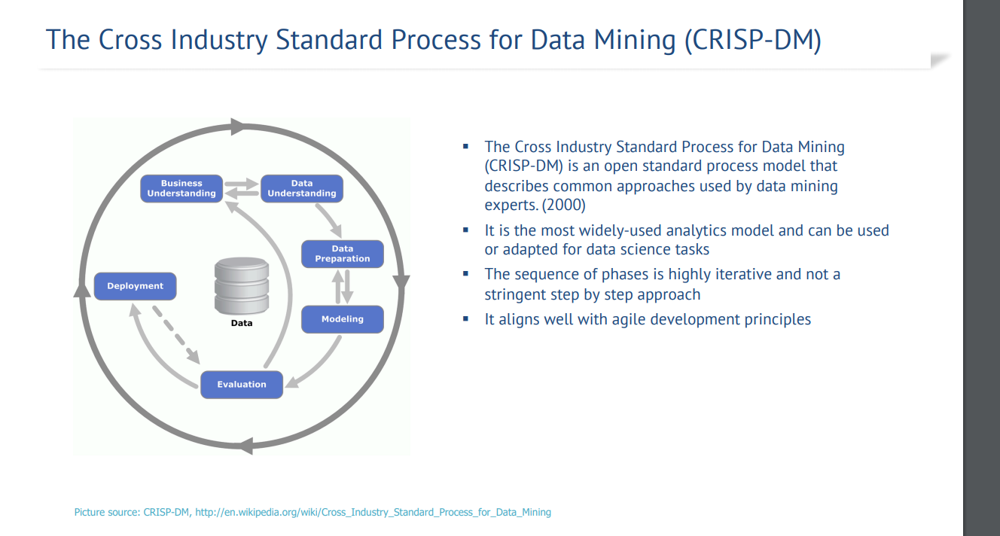 The Cross Industry Standard Process for Data Mining (CRISP-DM)
Business
Understanding
Data
Understanding
Data
Preparation
Deployment
Modeling
Data
Evaluation
▪ The Cross Industry Standard Process for Data Mining
(CRISP-DM) is an open standard process model that
describes common approaches used by data mining
experts. (2000)
▪ It is the most widely-used analytics model and can be used
or adapted for data science tasks
▪ The sequence of phases is highly iterative and not a
stringent step by step approach
▪ It aligns well with agile development principles
Picture source: CRISP-DM, http://en.wikipedia.org/wiki/Cross_Industry_Standard_Process_for_Data_Mining